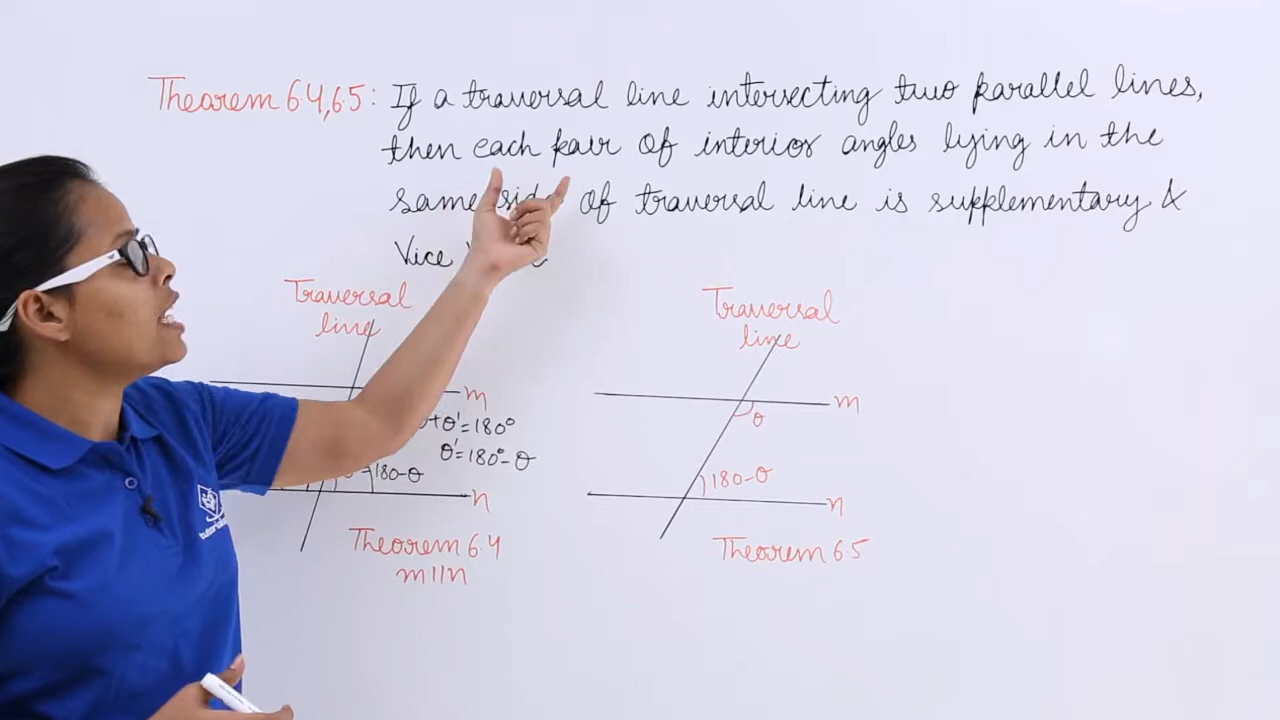 Thearem 6.4,6.5: If a traversal line intersecting two parallel lines,
then each pair of interior angles lying in the
same side of traversal line is supplementary &
Vice
Traversal
line
m
θ'=180°
θ'=180°-θ
180-θ
n
Theorem 6.4
m||n
Traversal
line
m
θ
180-θ
n
Theorem 6.5